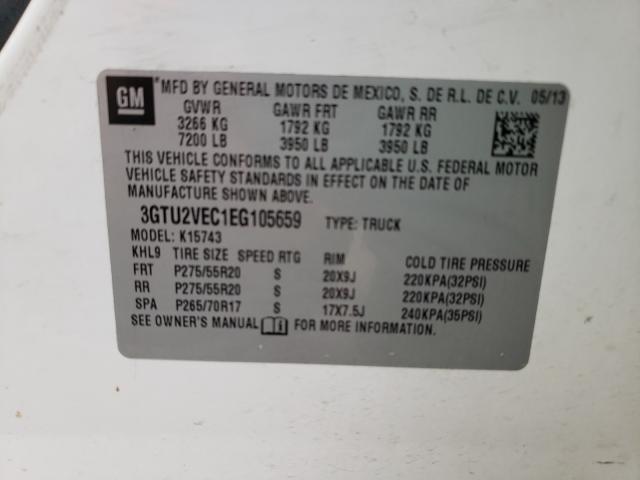 GM
*MFD BY GENERAL MOTORS DE MEXICO, S. DE R.L. DE C.V. 05/13
GVWR GAWR FRT GAWR RR
3266 KG 1792 KG 1792 KG
7200 LB 3950 LB 3950 LB
THIS VEHICLE CONFORMS TO ALL APPLICABLE U.S. FEDERAL MOTOR
VEHICLE SAFETY STANDARDS IN EFFECT ON THE DATE OF
MANUFACTURE SHOWN ABOVE.
3GTU2VEC1EG105659 TYPE: TRUCK
MODEL: K15743
KHL9 TIRE SIZE SPEED RTG RIM COLD TIRE PRESSURE
FRT P275/55R20 S 20X9J 220KPA(32PSI)
RR P275/55R20 S 20X9J 220KPA(32PSI)
SPA P265/70R17 S 17X7.5J 240KPA(35PSI)
SEE OWNER'S MANUAL FOR MORE INFORMATION.